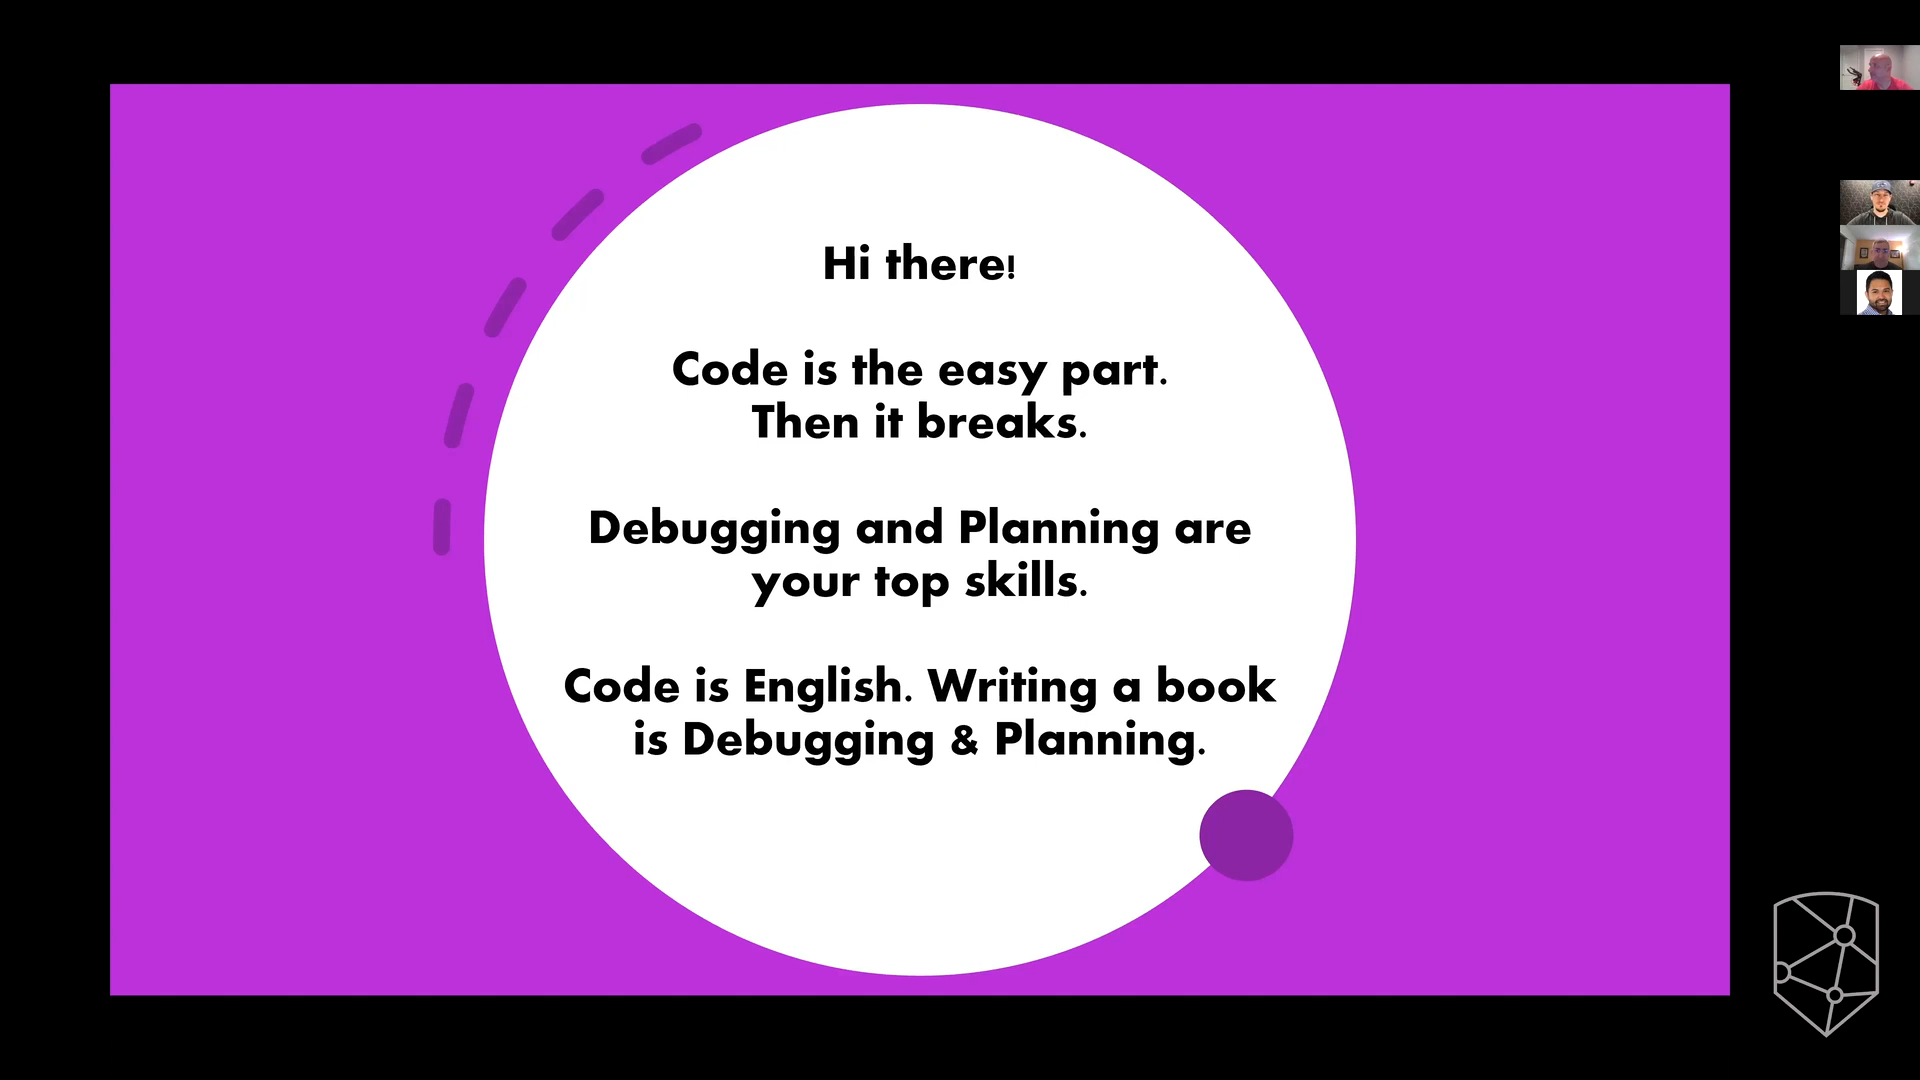 Hi there!
Code is the easy part.
Then it breaks.
Debugging and Planning are
your top skills.
Code is English. Writing a book
is Debugging & Planning.